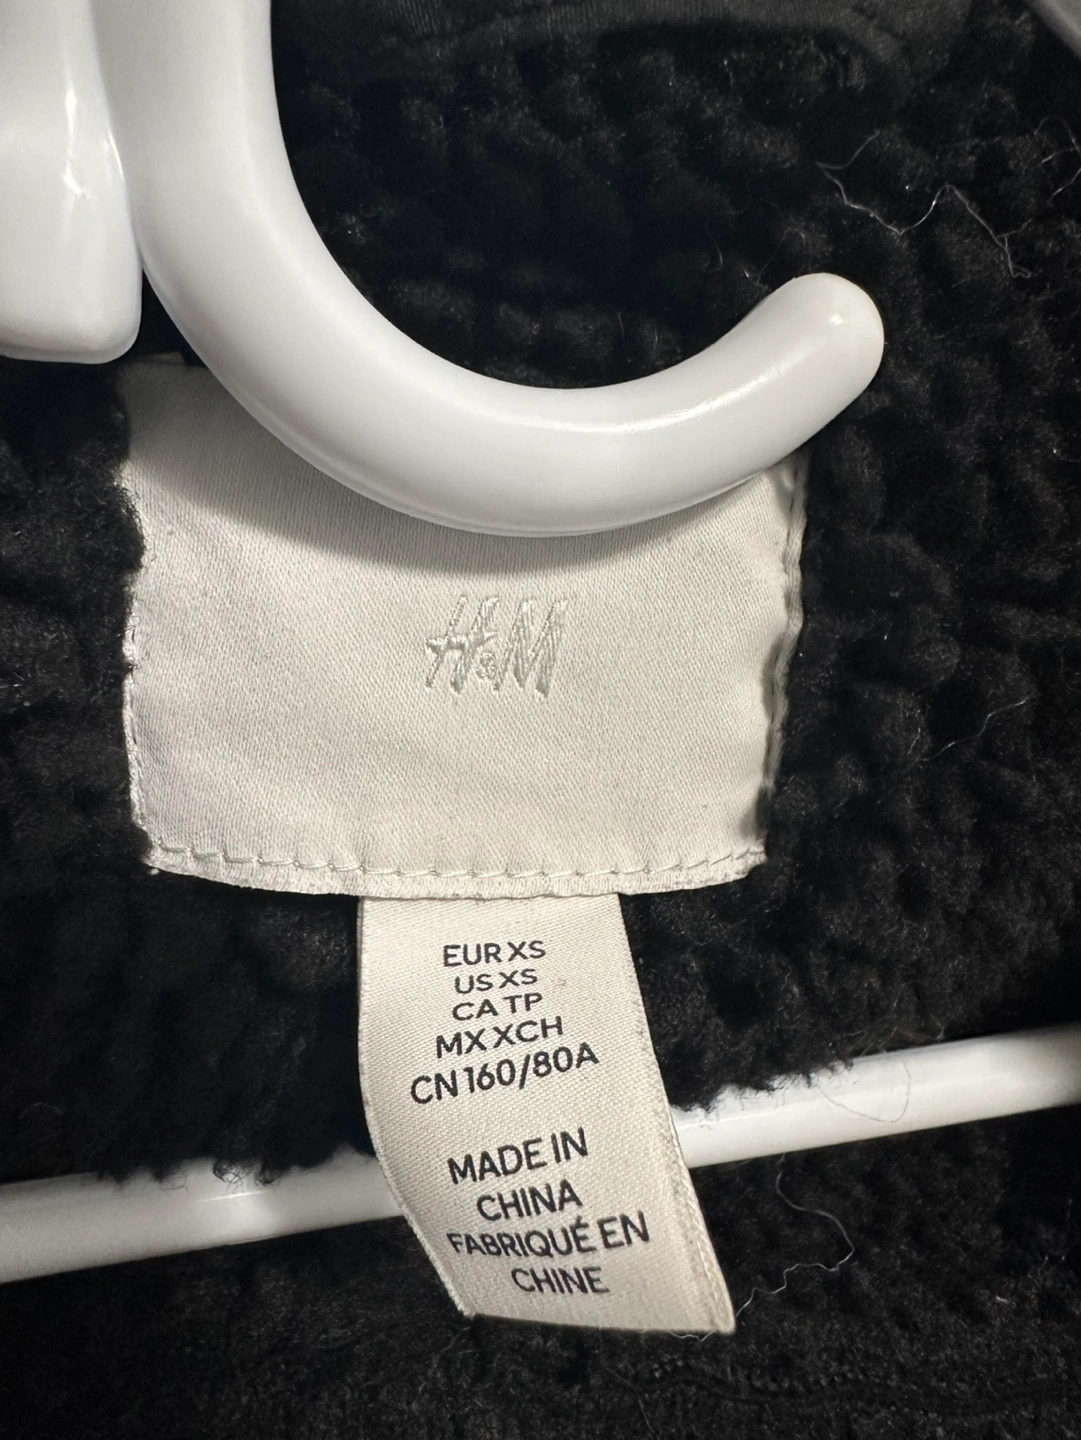 H&M
EUR XS
US XS
CA TP
MX XCH
CN 160/80A
MADE IN
CHINA
FABRIQUÉ EN
CHINE